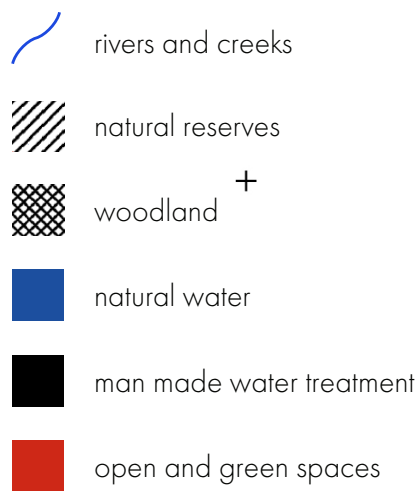 rivers and creeks
natural reserves
+
woodland
natural water
man made water treatment
open and green spaces